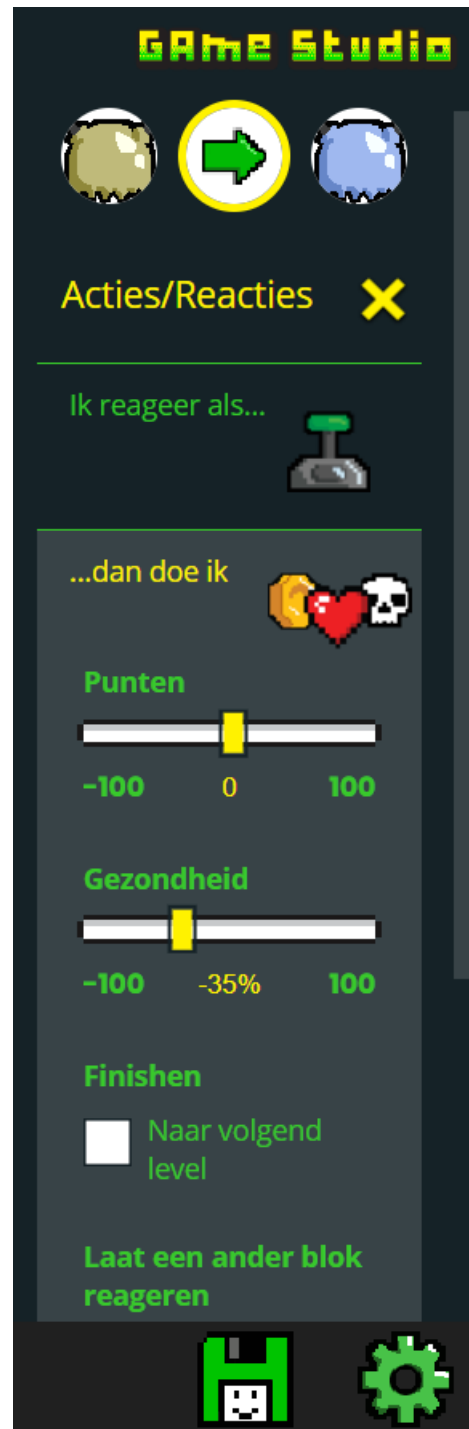 GAme Studio
Acties/Reacties
Ik reageer als...
...dan doe ik
Punten
-100 0 100
Gezondheid
-100 -35% 100
Finishen
Naar volgend
level
Laat een ander blok
reageren